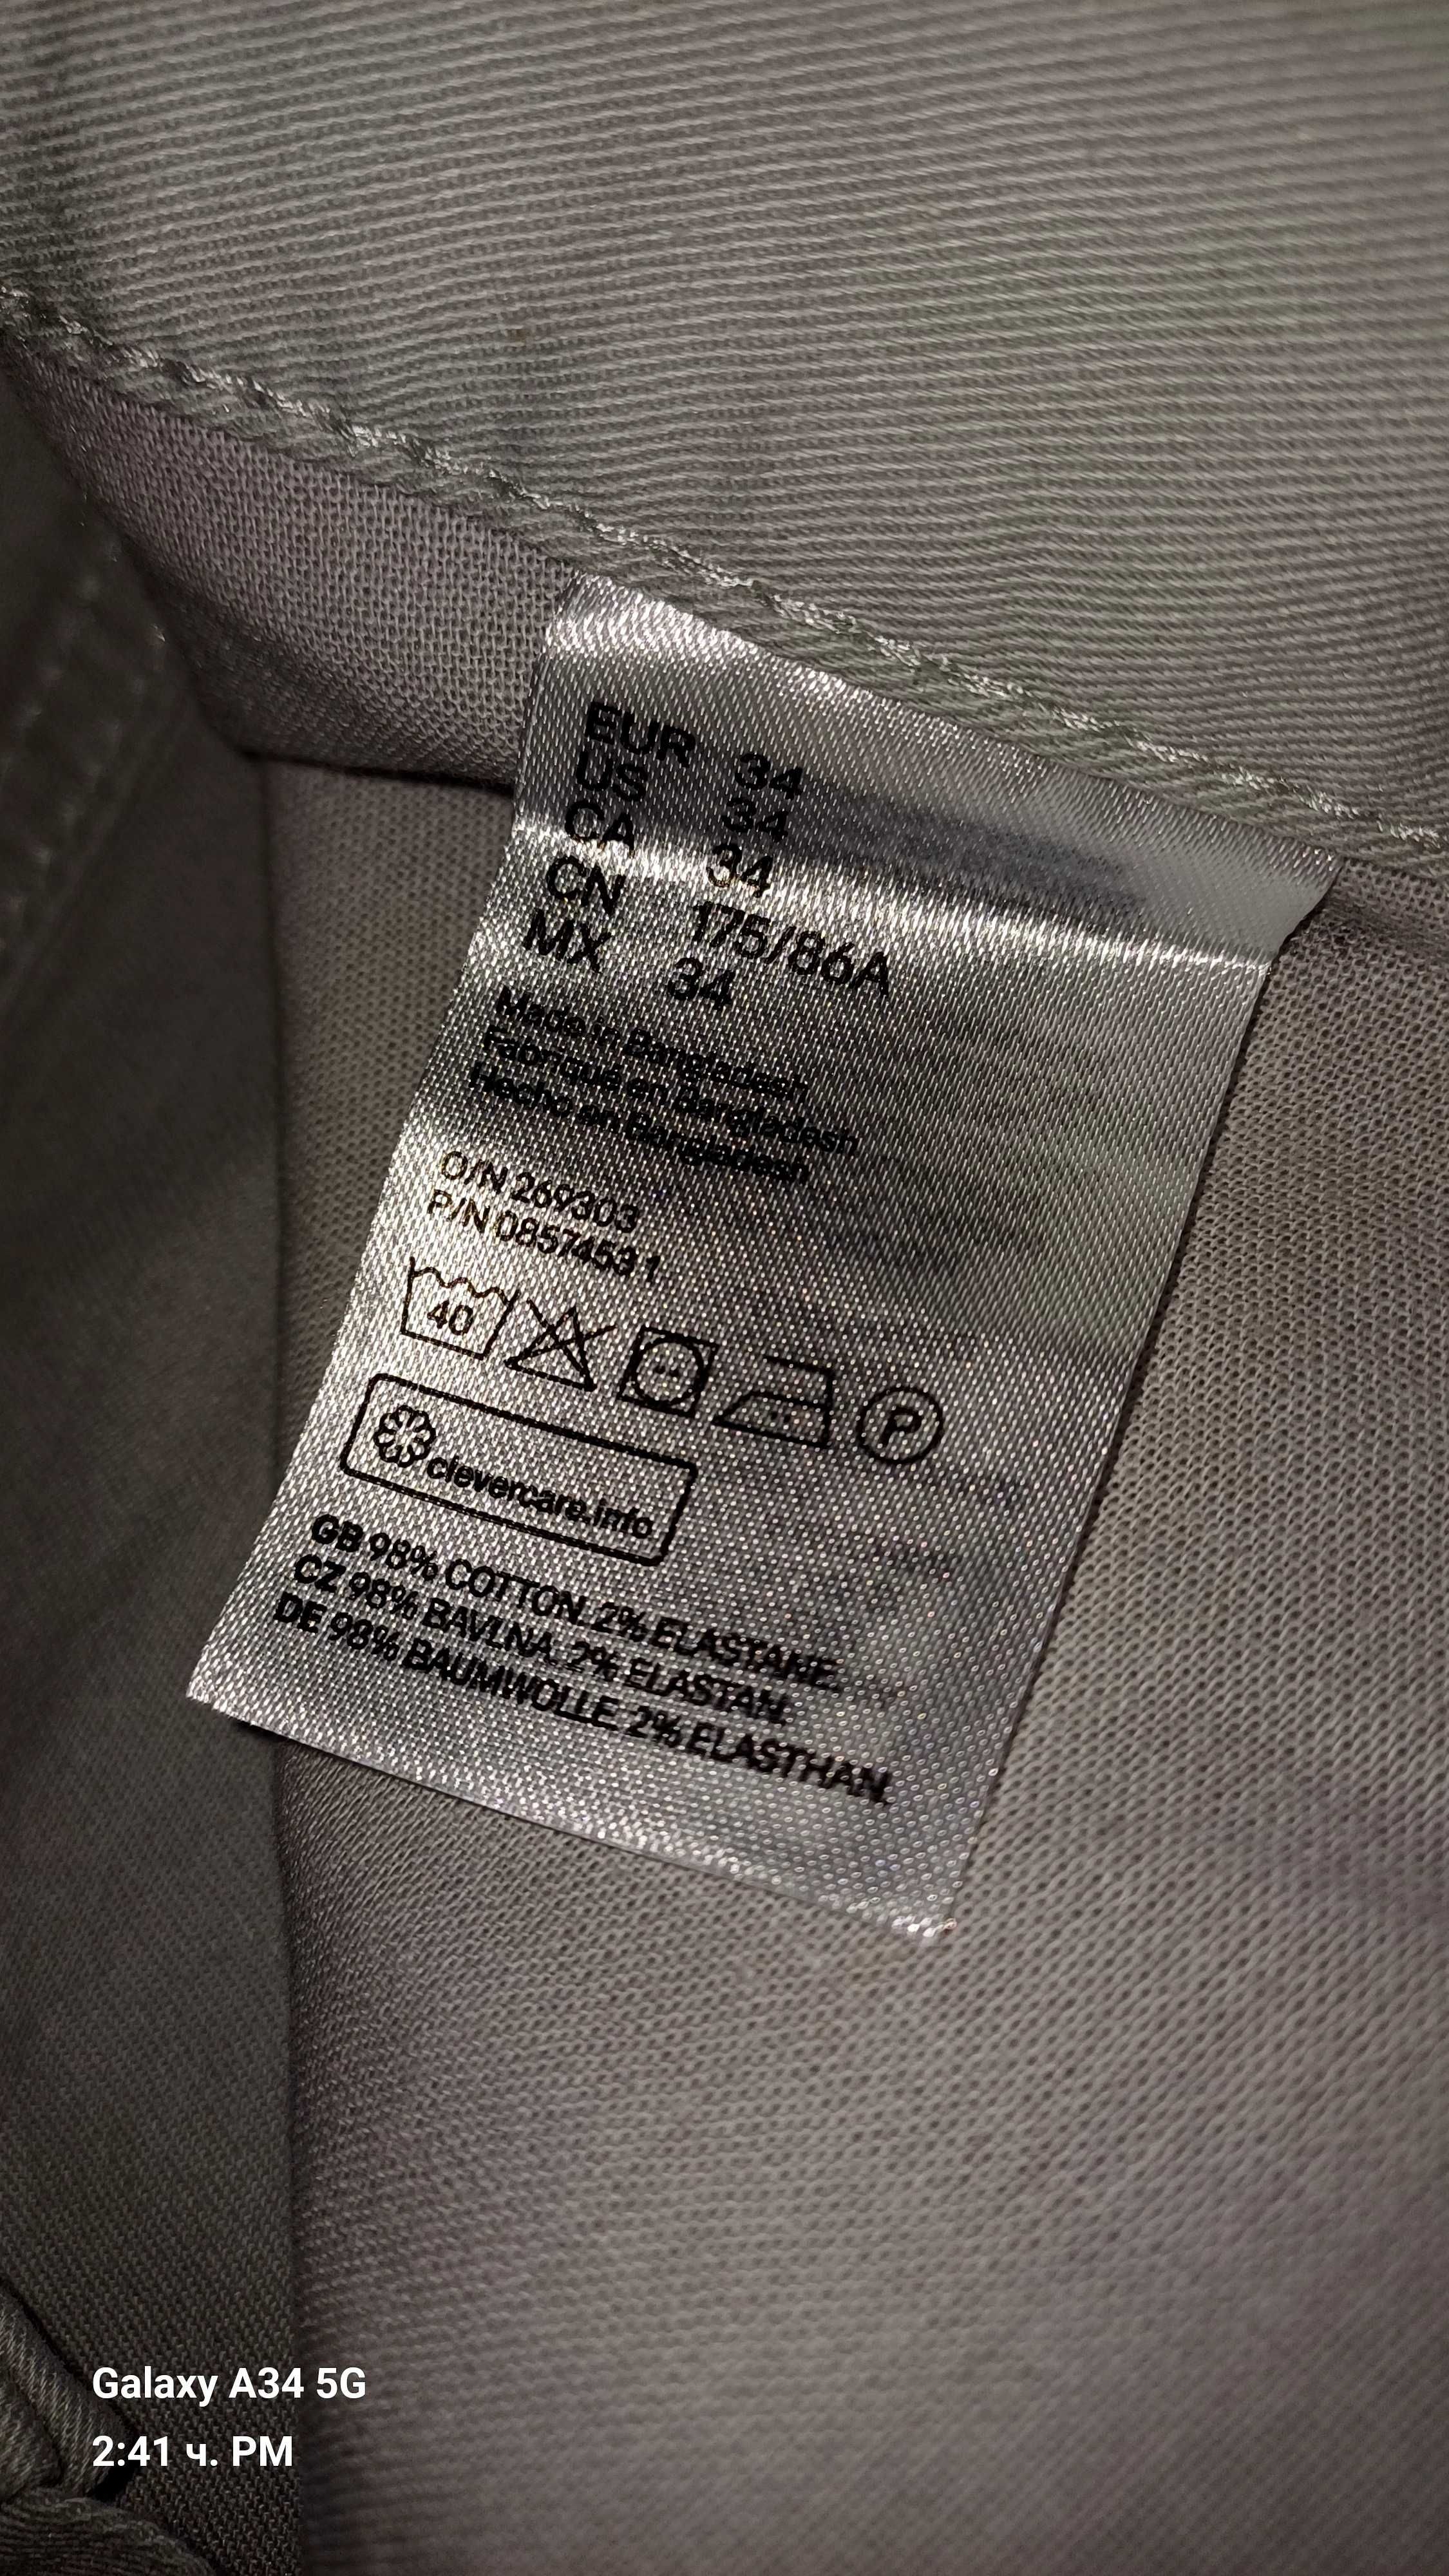 EUR 34
US 34
CA 34
CN 175/86A
MX 34
Made in Bangladesh
Fabriqué en Bangladesh
Hecho en Bangladesh
O/N 269303
P/N 0857453 1
40
P
clevercare.info
GB 98% COTTON. 2% ELASTANE.
CZ 98% BAVLNA. 2% ELASTAN.
DE 98% BAUMWOLLE. 2% ELASTHAN.
Galaxy A34 5G
2:41 ч. PM